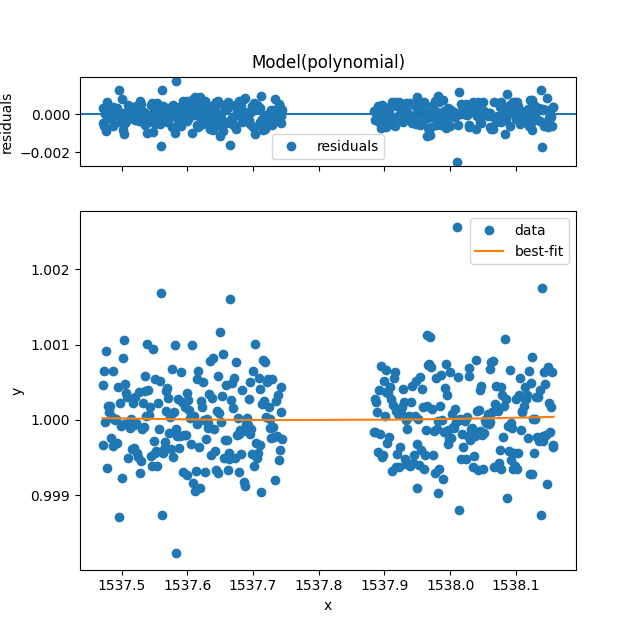 Model(polynomial)
residuals
0.000
−0.002
residuals
y
1.002
1.001
1.000
0.999
data
best-fit
1537.5 1537.6 1537.7 1537.8 1537.9 1538.0 1538.1
x